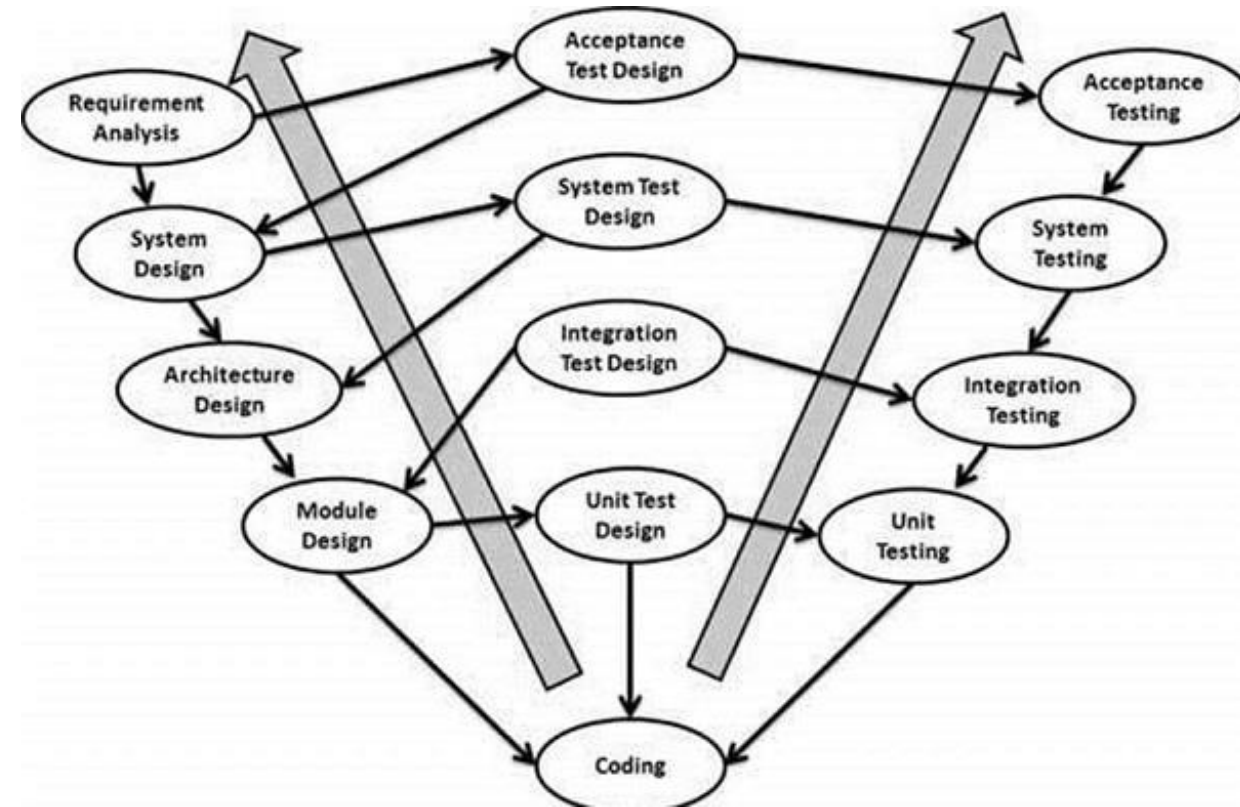 Requirement
Analysis
Acceptance
Test Design
Acceptance
Testing
System
Design
System Test
Design
System
Testing
Architecture
Design
Integration
Test Design
Integration
Testing
Module
Design
Unit Test
Design
Unit
Testing
Coding